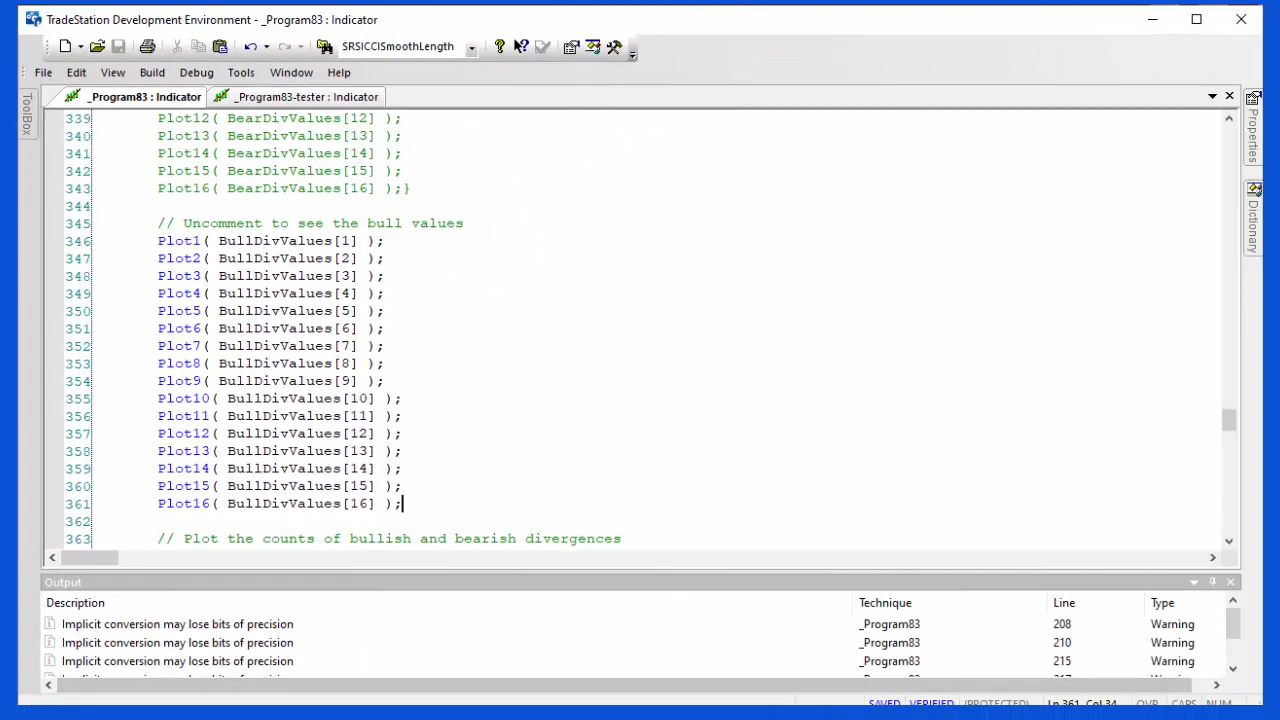 TradeStation Development Environment - _Program83 : Indicator
SRSICCISmoothLength
File Edit View Build Debug Tools Window Help
ToolBox
_Program83 : Indicator _Program83-tester : Indicator
Properties
Dictionary
339 Plot12( BearDivValues[12] );
340 Plot13( BearDivValues[13] );
341 Plot14( BearDivValues[14] );
342 Plot15( BearDivValues[15] );
343 Plot16( BearDivValues[16] );}
344
345 // Uncomment to see the bull values
346 Plot1( BullDivValues[1] );
347 Plot2( BullDivValues[2] );
348 Plot3( BullDivValues[3] );
349 Plot4( BullDivValues[4] );
350 Plot5( BullDivValues[5] );
351 Plot6( BullDivValues[6] );
352 Plot7( BullDivValues[7] );
353 Plot8( BullDivValues[8] );
354 Plot9( BullDivValues[9] );
355 Plot10( BullDivValues[10] );
356 Plot11( BullDivValues[11] );
357 Plot12( BullDivValues[12] );
358 Plot13( BullDivValues[13] );
359 Plot14( BullDivValues[14] );
360 Plot15( BullDivValues[15] );
361 Plot16( BullDivValues[16] );
362
363 // Plot the counts of bullish and bearish divergences
Output
Description Technique Line Type
Implicit conversion may lose bits of precision _Program83 208 Warning
Implicit conversion may lose bits of precision _Program83 210 Warning
Implicit conversion may lose bits of precision _Program83 215 Warning
SAVED VERIFIED (PROTECTED) Ln 361, Col 34 OVR CAPS NUM